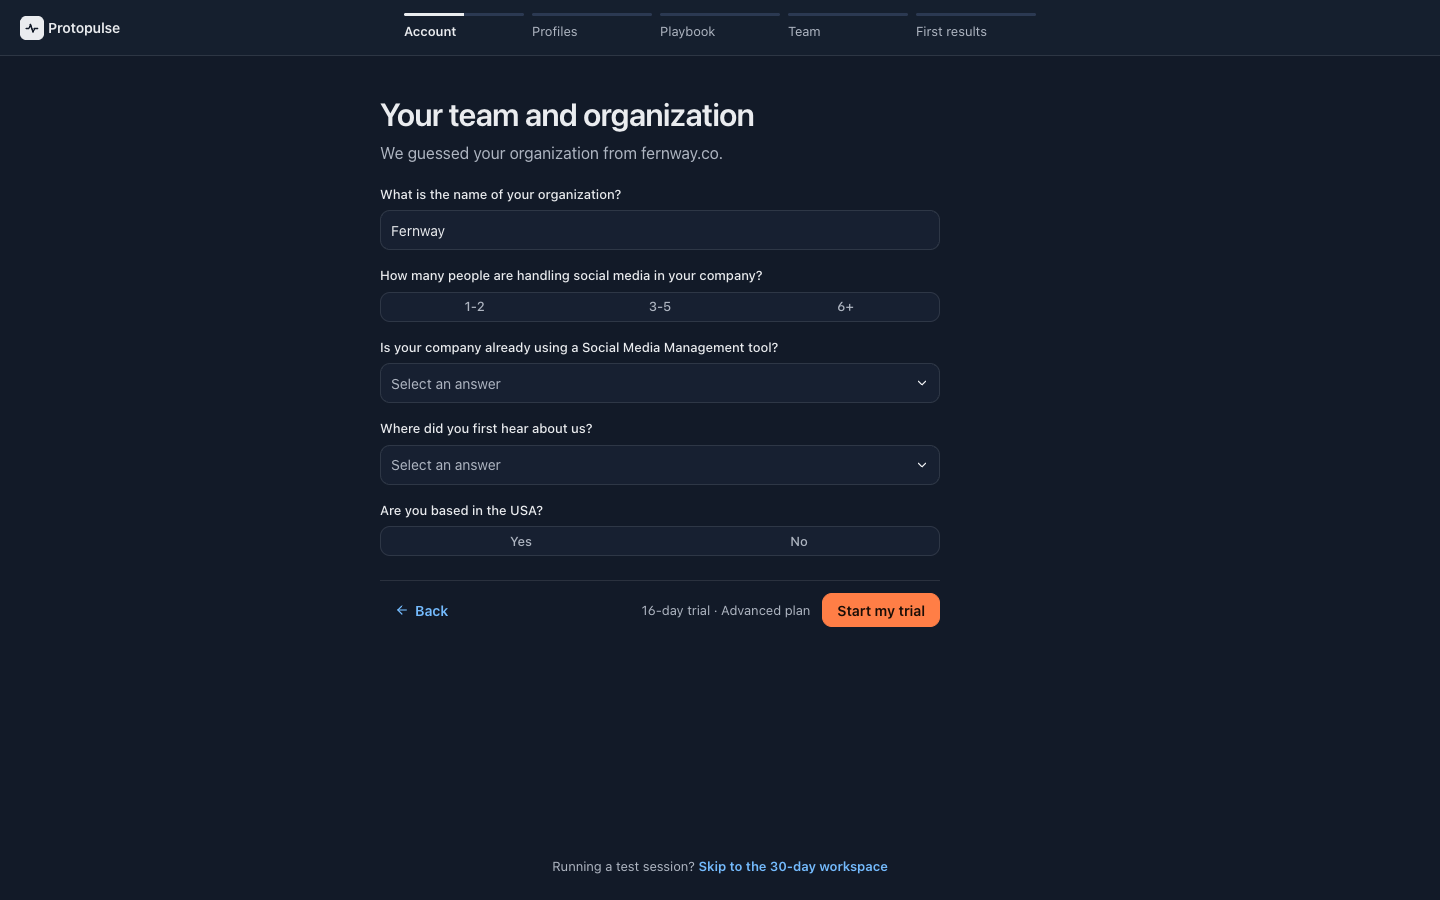 Protopulse
Account
Profiles
Playbook
Team
First results
Your team and organization
We guessed your organization from fernway.co.
What is the name of your organization?
Fernway
How many people are handling social media in your company?
1-2 3-5 6+
Is your company already using a Social Media Management tool?
Select an answer
Where did you first hear about us?
Select an answer
Are you based in the USA?
Yes No
Back 16-day trial · Advanced plan Start my trial
Running a test session? Skip to the 30-day workspace